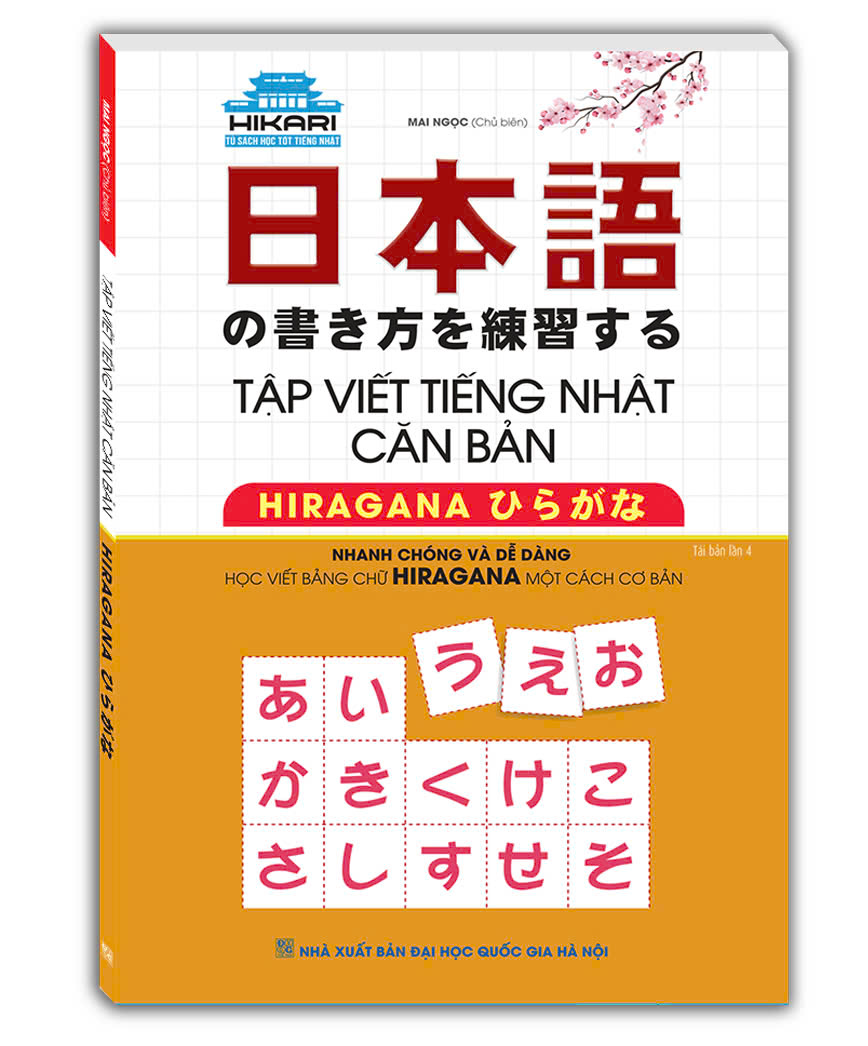 HIKARI
TỦ SÁCH HỌC TỐT TIẾNG NHẬT
MAI NGỌC (Chủ biên)
日本語
の書き方を練習する
TẬP VIẾT TIẾNG NHẬT
CĂN BẢN
HIRAGANA ひらがな
Tái bản lần 4
NHANH CHÓNG VÀ DỄ DÀNG
HỌC VIẾT BẢNG CHỮ HIRAGANA MỘT CÁCH CƠ BẢN
あいうえお
かきくけこ
さしすせそ
NHÀ XUẤT BẢN ĐẠI HỌC QUỐC GIA HÀ NỘI
MAI NGỌC (Chủ biên)
TẬP VIẾT TIẾNG NHẬT CĂN BẢN
HIRAGANA ひらがな